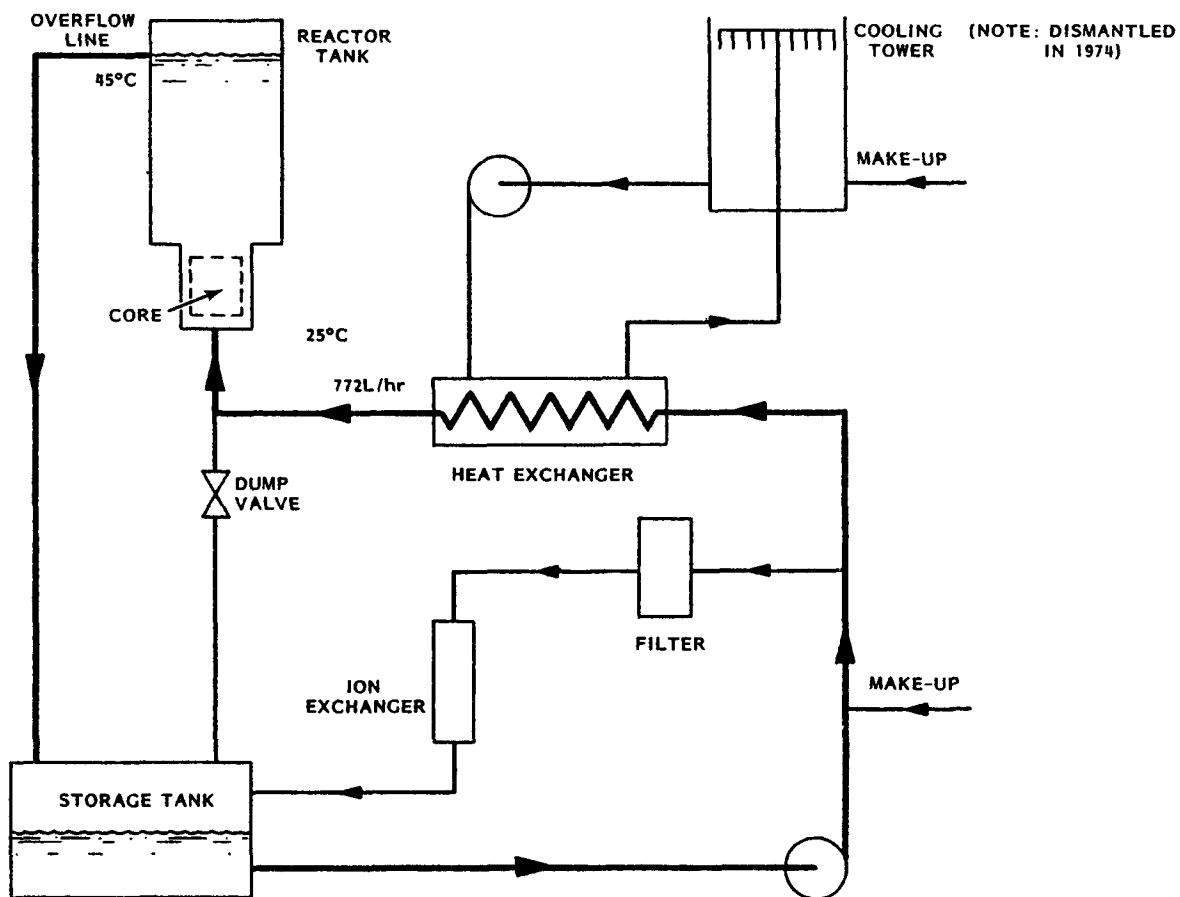 OVERFLOW
LINE
REACTOR
TANK
45°C
COOLING
TOWER
(NOTE: DISMANTLED
IN 1974)
MAKE-UP
CORE
25°C
772L/hr
HEAT EXCHANGER
DUMP
VALVE
FILTER
ION
EXCHANGER
MAKE-UP
STORAGE TANK